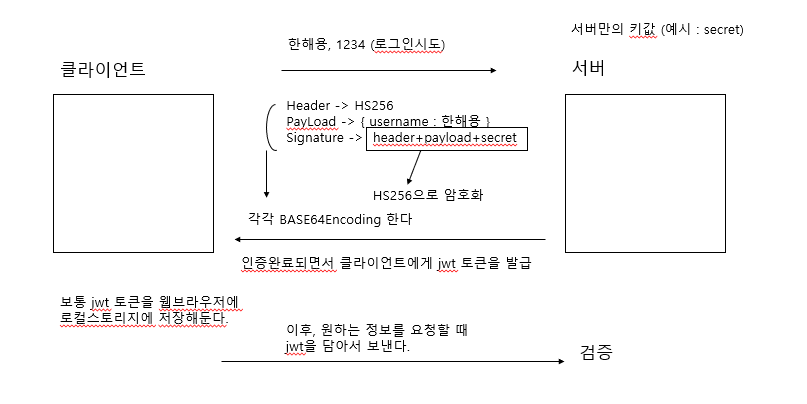 서버만의 키값 (예시 : secret)
한해용, 1234 (로그인시도)
클라이언트
서버
Header -> HS256
PayLoad -> { username : 한해용 }
Signature -> header+payload+secret
HS256으로 암호화
각각 BASE64Encoding 한다
인증완료되면서 클라이언트에게 jwt 토큰을 발급
보통 jwt 토큰을 웹브라우저에
로컬스토리지에 저장해둔다.
이후, 원하는 정보를 요청할 때
jwt을 담아서 보낸다.
검증